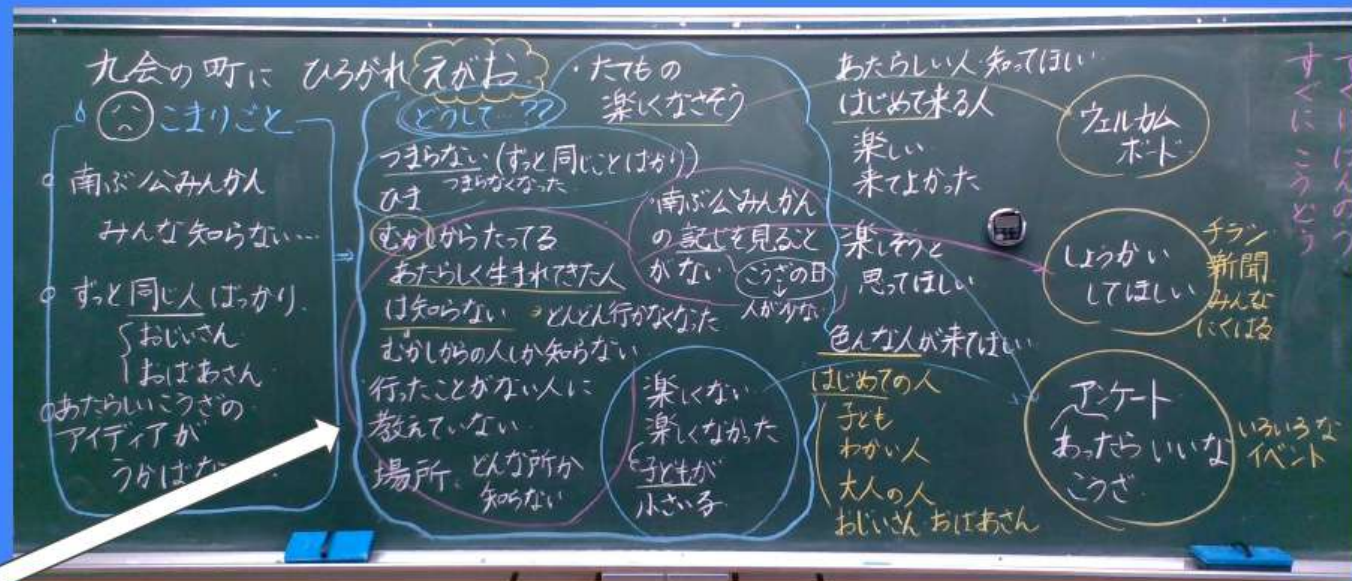 九会の町に ひろがれ えがお
こまりごと
南ぶ公みんかん
みんな知らない…
ずっと同じ人ばっかり
おじいさん
おばあさん
あたらしいこうざの
アイディアが
どうして…??
・たてもの
楽しくなさそう
つまらない(ずっと同じことばかり)
つまらなくなった
ひま
むかしからたってる
あたらしく生まれてきた人
は知らない
どんどん行かなくなった
むかしからの人しか知らない
行ったことがない人に
教えていない
場所、どんな所か
知らない
・南ぶ公みんかん
の記じを見ること
がない
こうざの日
人が少ない
楽しくない
楽しくなかった
子どもが
小さい子
あたらしい人・知ってほしい
はじめて来る人
楽しい
来てよかった
楽しそうと
思ってほしい
色んな人が来てほしい
はじめての人
子ども
わかい人
大人の人
おじいさん おばあさん
ウェルカム
ボード
しょうかい
してほしい
チラシ
新聞
みんな
にくばる
アンケート
あったらいいな
こうざ
いろいろな
イベント
すぐに こうどう